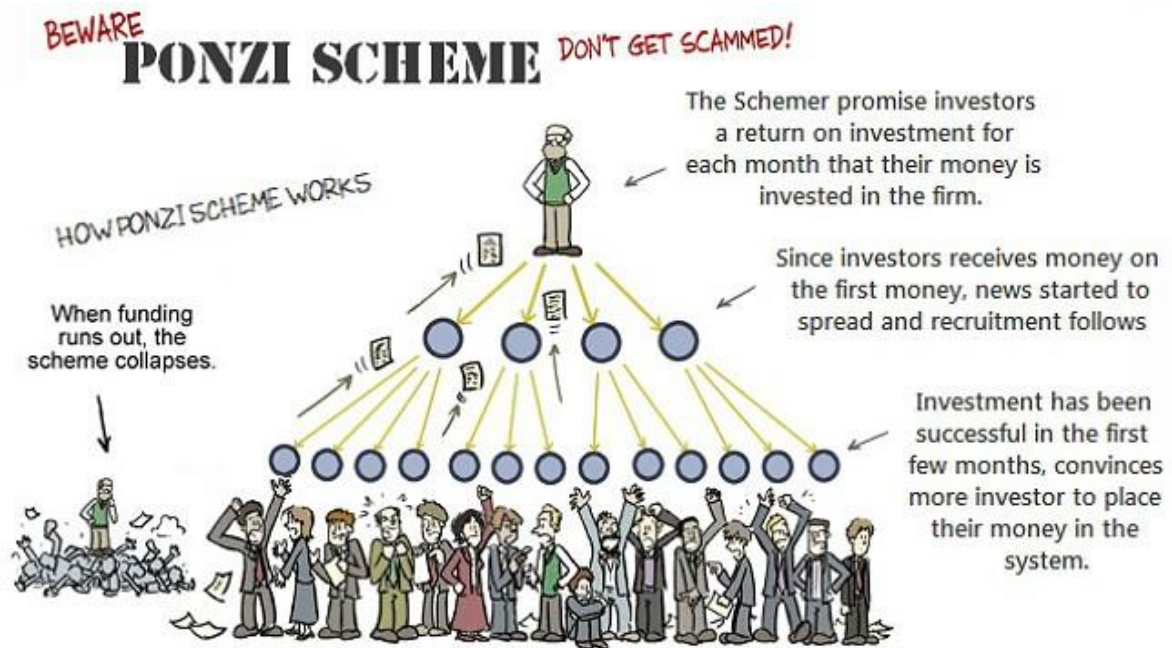 BEWARE
PONZI SCHEME
DON'T GET SCAMMED!
The Schemer promise investors
a return on investment for
each month that their money is
invested in the firm.
HOW PONZI SCHEME WORKS
Since investors receives money on
the first money, news started to
spread and recruitment follows
When funding
runs out, the
scheme collapses.
Investment has been
successful in the first
few months, convinces
more investor to place
their money in the
system.